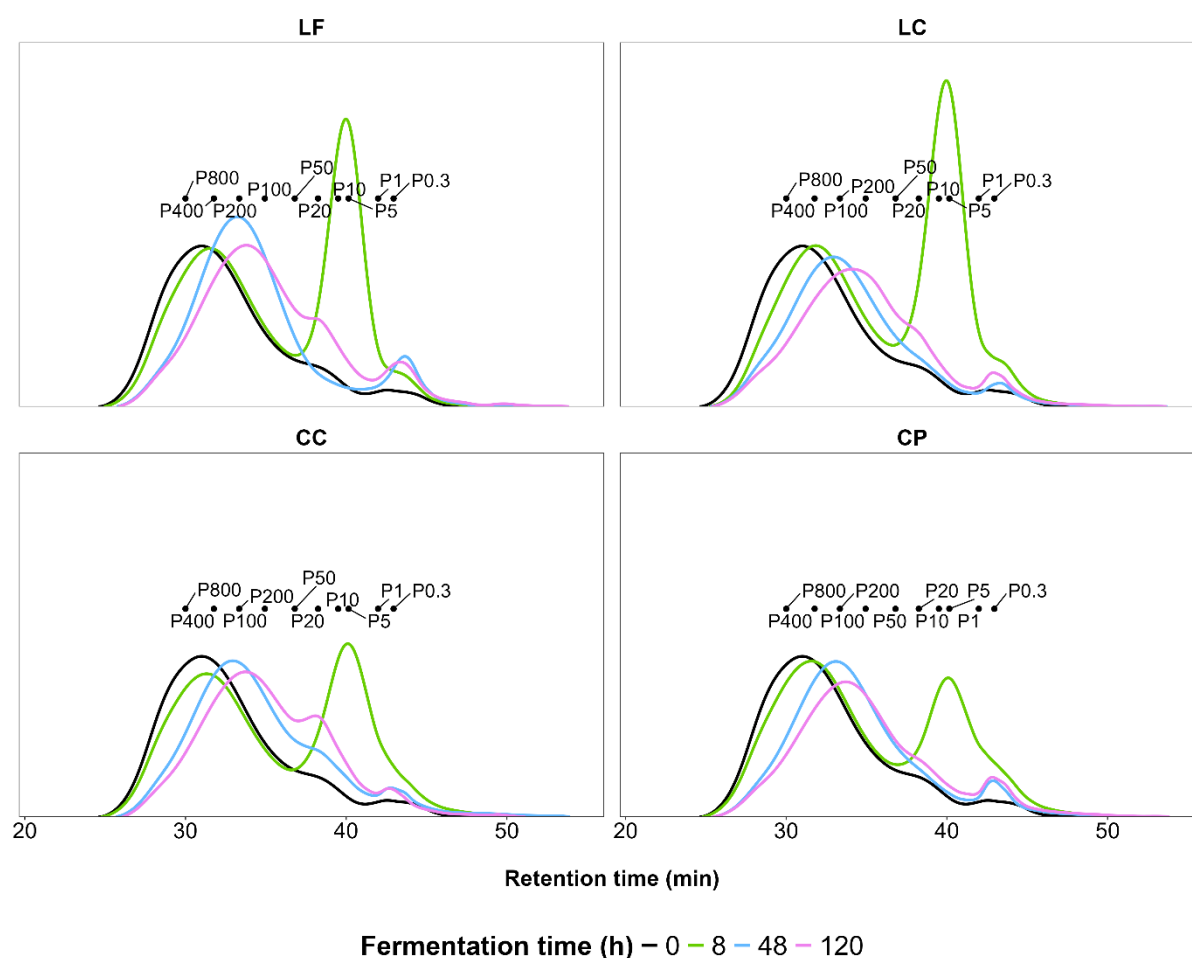 LF LC
P50
P800 P100 P10 P1 P0.3
P400 P200 P20 P5
P50
P800 P200 P10 P1 P0.3
P400 P100 P20 P5
CC CP
P50
P800 P200 P10 P1 P0.3
P400 P100 P20 P5
P800 P200 P20 P5 P0.3
P400 P100 P50 P10 P1
20 30 40 50 20 30 40 50
Retention time (min)
Fermentation time (h) 0 8 48 120